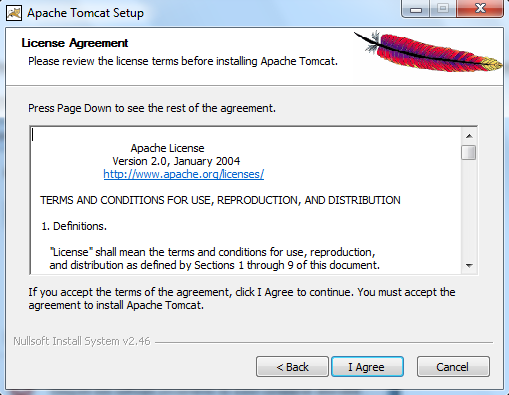 Apache Tomcat Setup
License Agreement
Please review the license terms before installing Apache Tomcat.
Press Page Down to see the rest of the agreement.
Apache License
Version 2.0, January 2004
http://www.apache.org/licenses/
TERMS AND CONDITIONS FOR USE, REPRODUCTION, AND DISTRIBUTION
1. Definitions.
"License" shall mean the terms and conditions for use, reproduction,
and distribution as defined by Sections 1 through 9 of this document.
If you accept the terms of the agreement, click I Agree to continue. You must accept the
agreement to install Apache Tomcat.
Nullsoft Install System v2.46
< Back
I Agree
Cancel